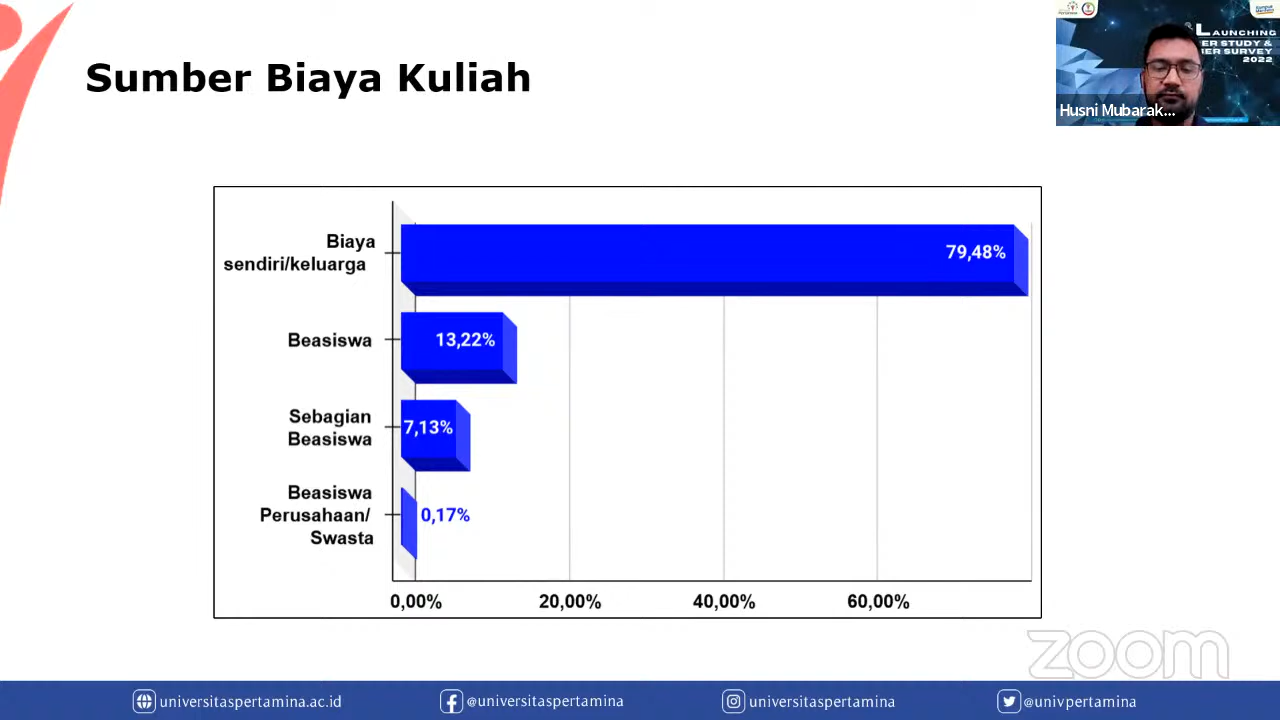 Sumber Biaya Kuliah
LAUNCHING
ER STUDY &
ER SURVEY
2022
Husni Mubarak...
Biaya
sendiri/keluarga
79,48%
Beasiswa
13,22%
Sebagian
Beasiswa
7,13%
Beasiswa
Perusahaan/
Swasta
0,17%
0,00% 20,00% 40,00% 60,00%
zoom
universitaspertamina.ac.id @universitaspertamina universitaspertamina @univpertamina